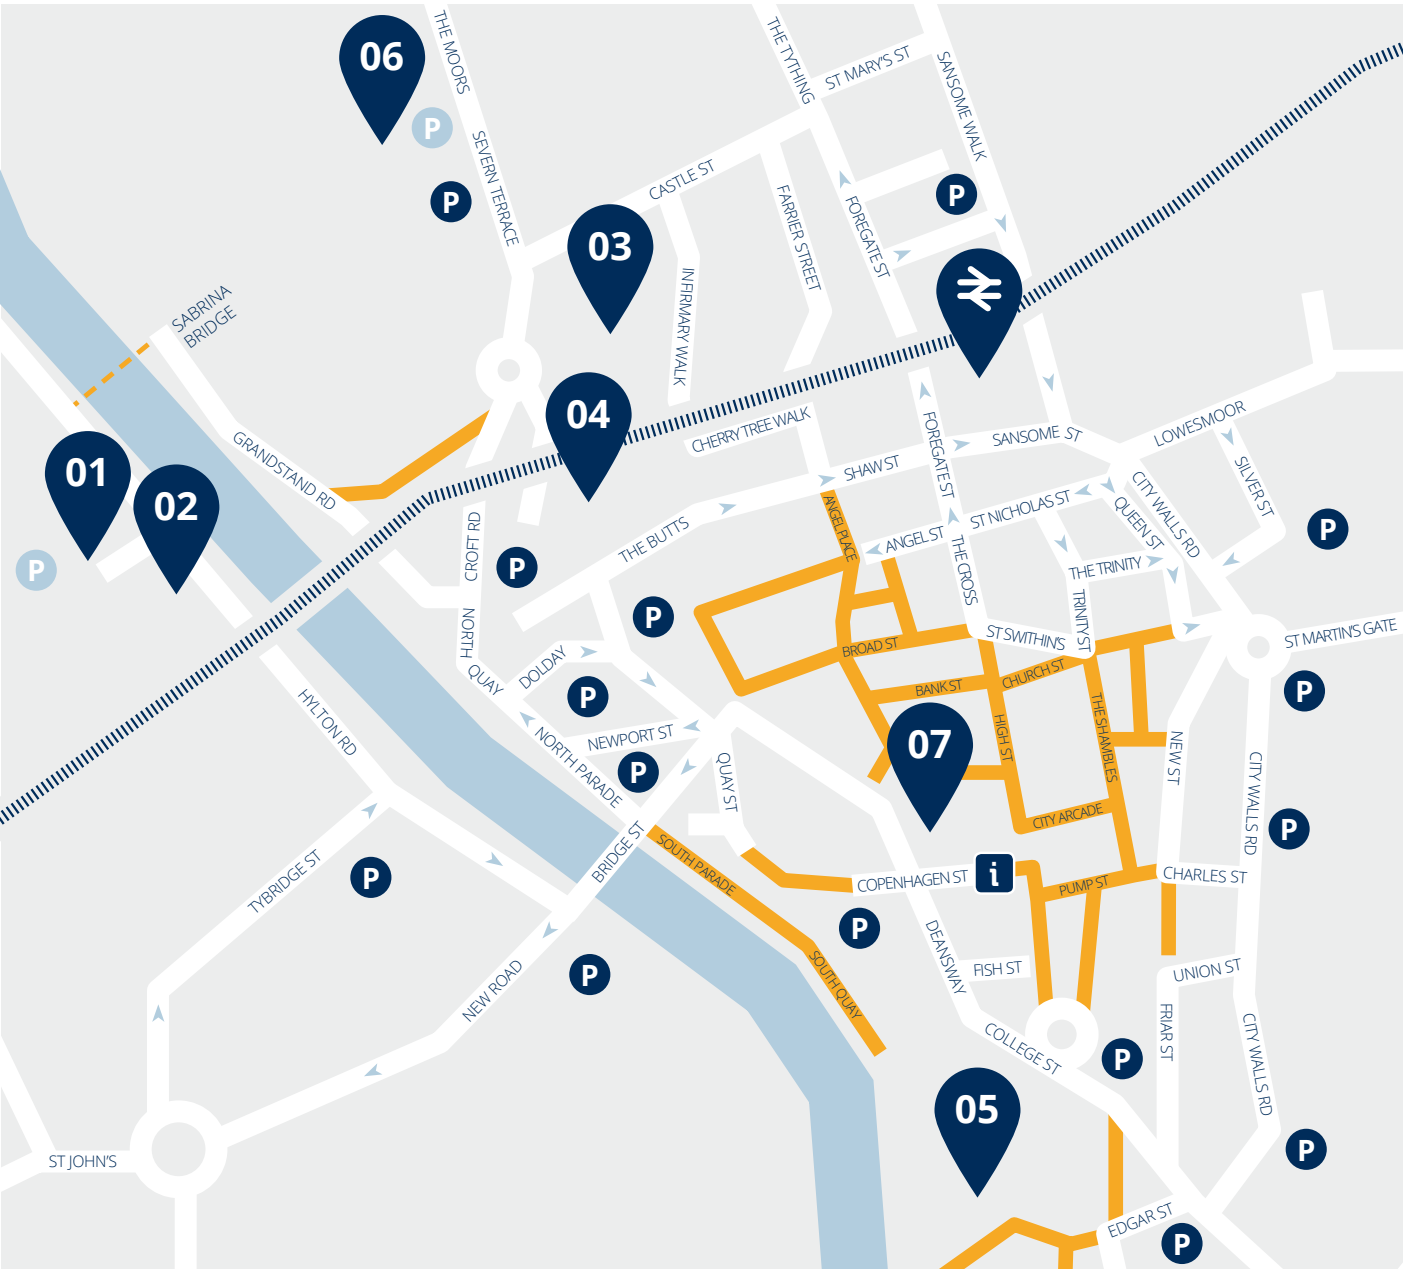 06
THE MOORS
THE TYTHING
ST MARY'S ST
SANSOME WALK
P
P
SEVERN TERRACE
CASTLE ST
P
03
FARRIER STREET
FOREGATE ST
INFIRMARY WALK
SABRINA
BRIDGE
04
CHERRY TREE WALK
FOREGATE ST
SANSOME ST
LOWESMOOR
01
02
GRANDSTAND RD
SHAW ST
SILVER ST
CITY WALLS RD
QUEEN ST
ST NICHOLAS ST
ANGEL PLACE
ANGEL ST
THE BUTTS
CROFT RD
P
P
P
THE CROSS
THE TRINITY
TRINITY ST
P
NORTH
QUAY
DOLDAY
BROAD ST
ST SWITHIN'S
ST MARTIN'S GATE
CHURCH ST
BANK ST
P
P
HYLTON RD
NORTH PARADE
NEWPORT ST
P
QUAY ST
07
HIGH ST
THE SHAMBLES
NEW ST
CITY WALLS RD
P
CITY ARCADE
TYBRIDGE ST
P
BRIDGE ST
SOUTH PARADE
COPENHAGEN ST
i
PUMP ST
CHARLES ST
P
NEW ROAD
P
SOUTH QUAY
DEANSWAY
FISH ST
UNION ST
FRIAR ST
CITY WALLS RD
COLLEGE ST
P
05
ST JOHN'S
P
EDGAR ST
P